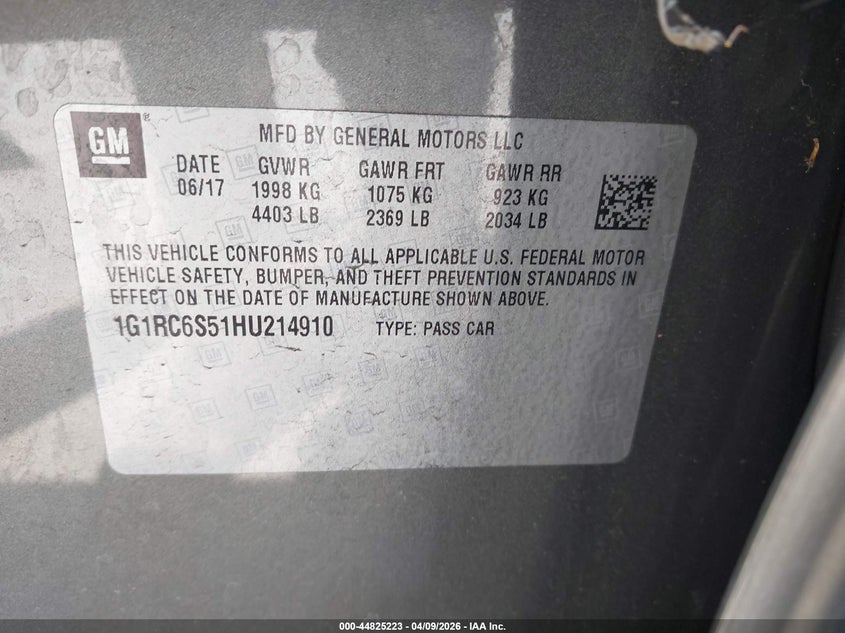 GM ®
MFD BY GENERAL MOTORS LLC
DATE GVWR GAWR FRT GAWR RR
06/17 1998 KG 1075 KG 923 KG
4403 LB 2369 LB 2034 LB
THIS VEHICLE CONFORMS TO ALL APPLICABLE U.S. FEDERAL MOTOR
VEHICLE SAFETY, BUMPER, AND THEFT PREVENTION STANDARDS IN
EFFECT ON THE DATE OF MANUFACTURE SHOWN ABOVE.
1G1RC6S51HU214910 TYPE: PASS CAR
000-44825223 | 04/09/2026 | IAA Inc.